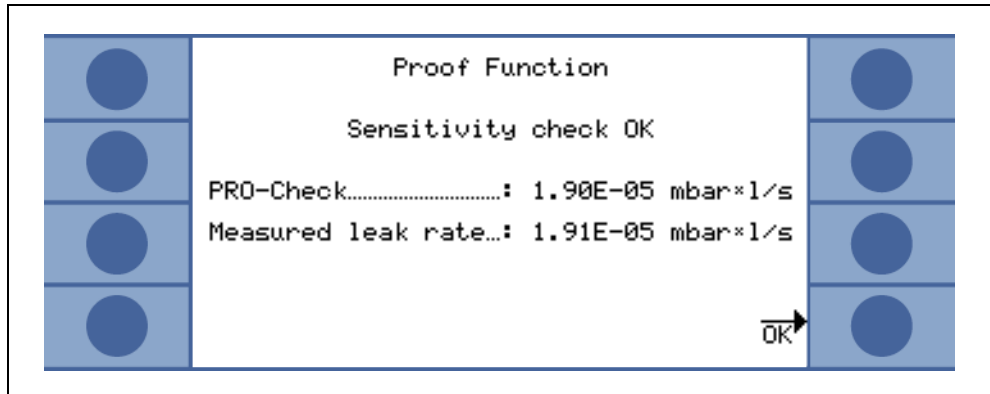 Proof Function
Sensitivity check OK
PRO-Check..............................: 1.90E-05 mbar×l/s
Measured leak rate…: 1.91E-05 mbar×l/s
OK